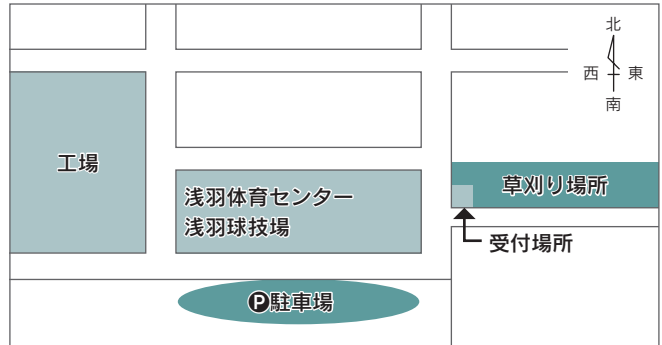 北
西 東
南
工場
浅羽体育センター
浅羽球技場
草刈り場所
受付場所
P駐車場